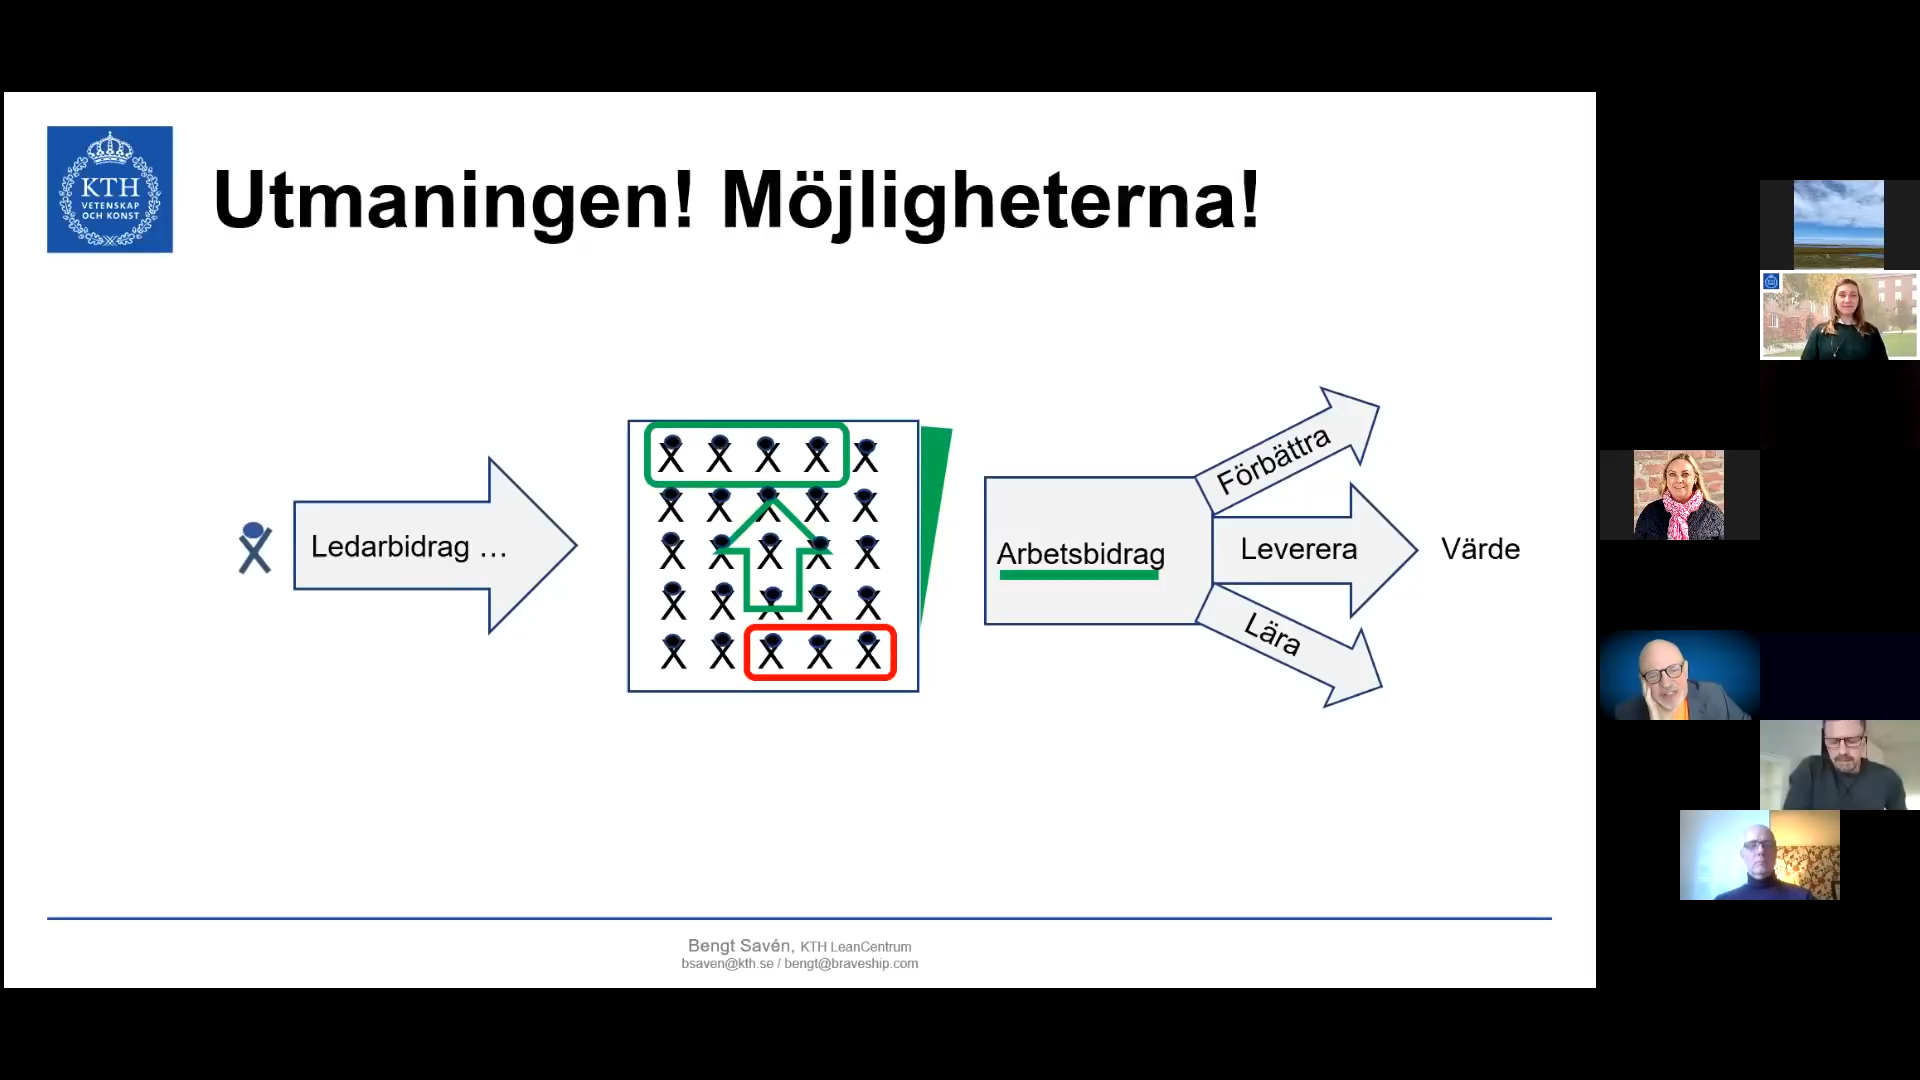 KTH
VETENSKAP
OCH KONST
Utmaningen! Möjligheterna!
Ledarbidrag ...
Arbetsbidrag
Förbättra
Leverera
Lära
Värde
Bengt Savén, KTH LeanCentrum
bsaven@kth.se / bengt@braveship.com